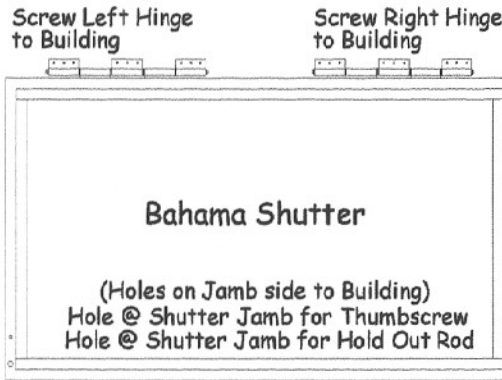 Screw Left Hinge
to Building
Screw Right Hinge
to Building
Bahama Shutter
(Holes on Jamb side to Building)
Hole @ Shutter Jamb for Thumbscrew
Hole @ Shutter Jamb for Hold Out Rod